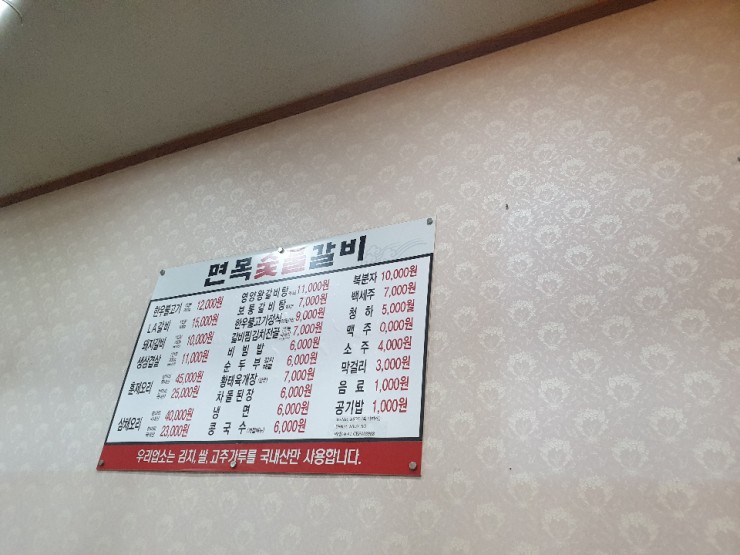 면목숯불갈비
한우불고기 12,000원
LA갈비 15,000원
돼지갈비 10,000원
생삼겹살 11,000원
훈제오리 45,000원
25,000원
삼채오리 40,000원
23,000원
영양왕갈비탕 11,000원
보통갈비탕 7,000원
한우불고기정식 9,000원
갈비찜김치전골 7,000원
비빔밥 6,000원
순두부 6,000원
황태육개장 7,000원
차돌된장 6,000원
냉면 6,000원
콩국수 6,000원
복분자 10,000원
백세주 7,000원
청하 5,000원
맥주 0,000원
소주 4,000원
막걸리 3,000원
음료 1,000원
공기밥 1,000원
우리업소는 김치,쌀,고추가루를 국내산만 사용합니다.